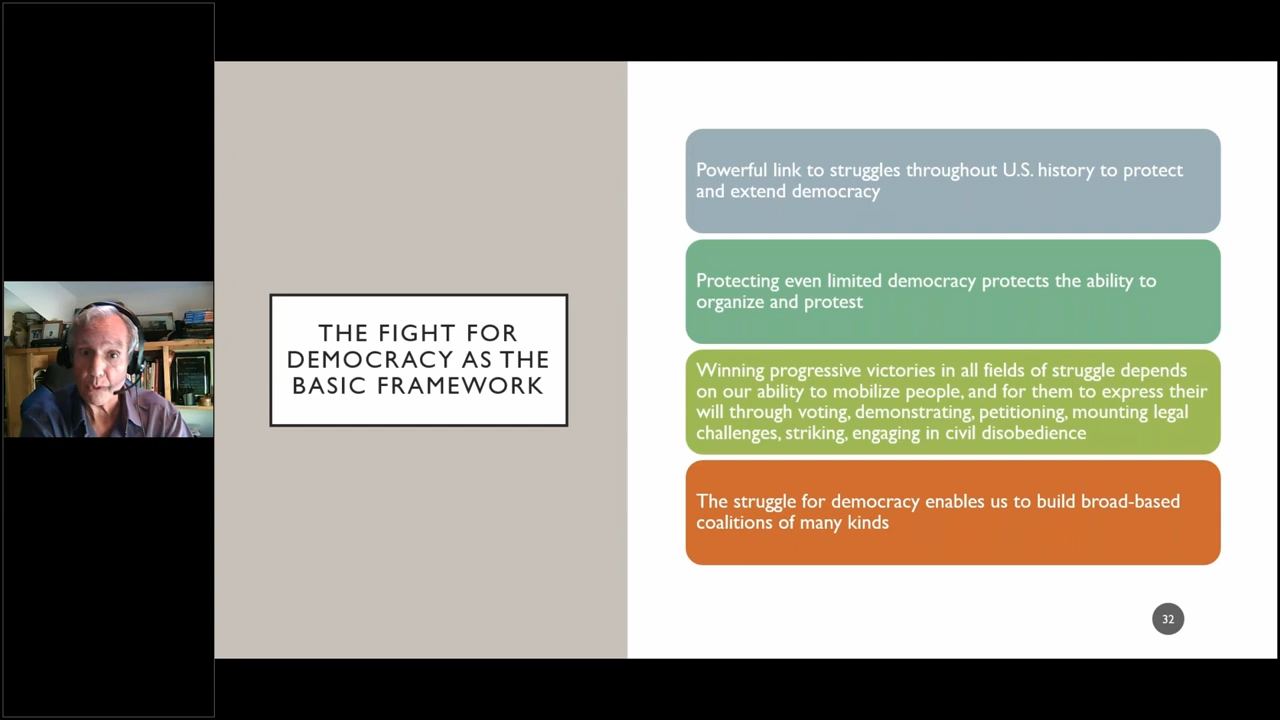 THE FIGHT FOR
DEMOCRACY AS THE
BASIC FRAMEWORK
Powerful link to struggles throughout U.S. history to protect
and extend democracy
Protecting even limited democracy protects the ability to
organize and protest
Winning progressive victories in all fields of struggle depends
on our ability to mobilize people, and for them to express their
will through voting, demonstrating, petitioning, mounting legal
challenges, striking, engaging in civil disobedience
The struggle for democracy enables us to build broad-based
coalitions of many kinds
32